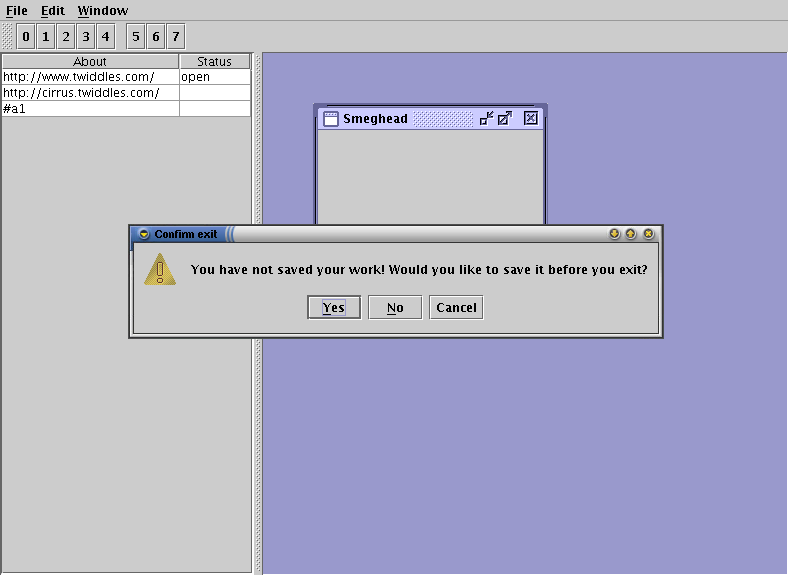 File Edit Window
0 1 2 3 4 5 6 7
About Status
http://www.twiddles.com/ open
http://cirrus.twiddles.com/
#a1
Smeghead
Confirm exit
You have not saved your work! Would you like to save it before you exit?
Yes No Cancel